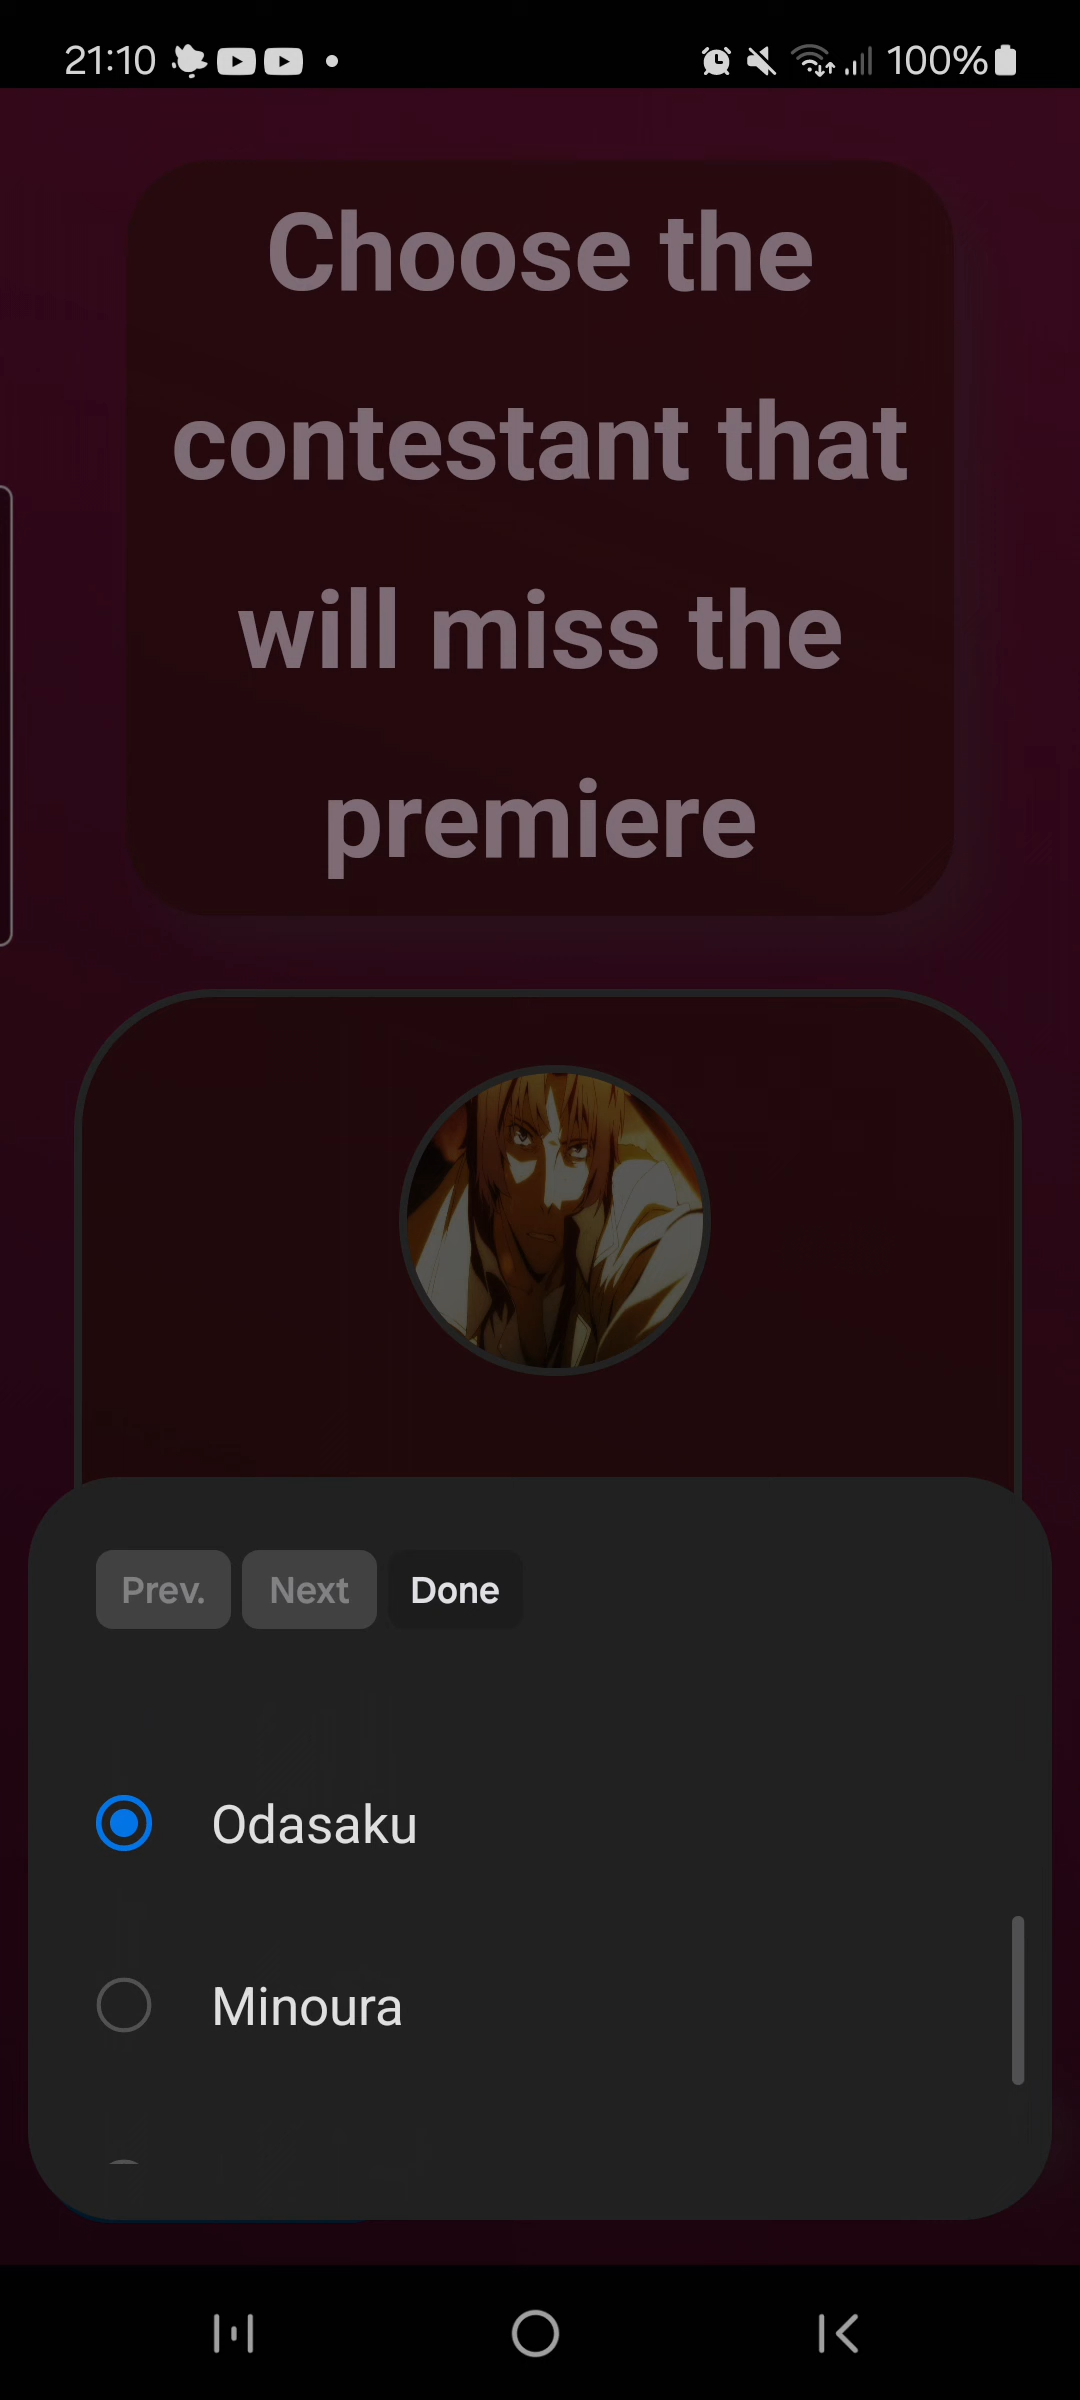 21:10
100%
Choose the
contestant that
will miss the
premiere
Prev. Next Done
Odasaku
Minoura